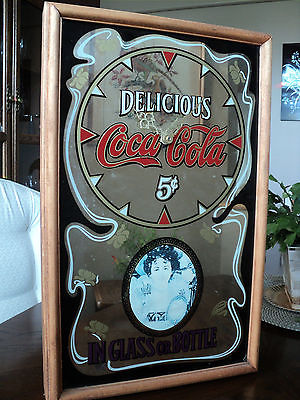 DELICIOUS
Coca-Cola
5¢
IN GLASS OR BOTTLE